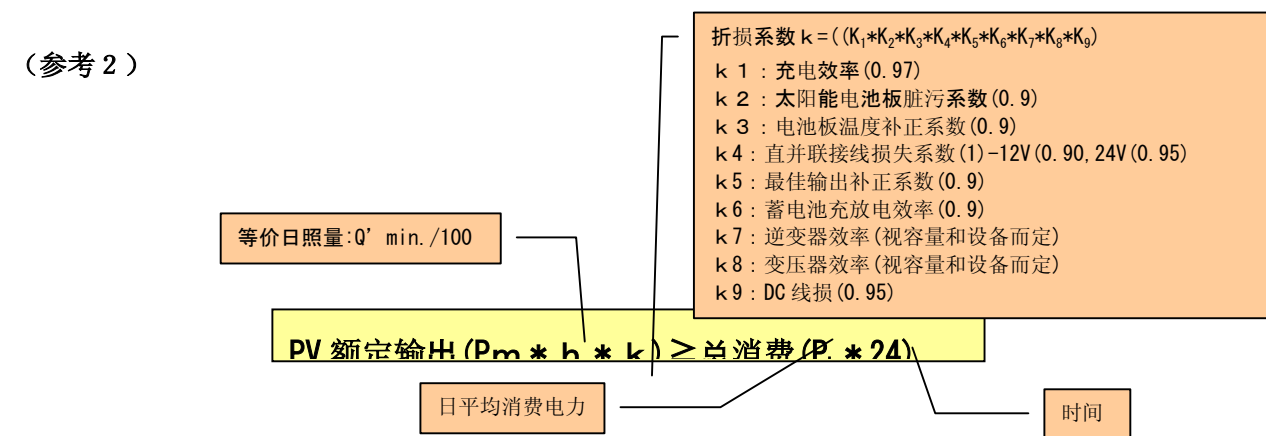 (参考2)
折损系数k=((K₁*K₂*K₃*K₄*K₅*K₆*K₇*K₈*K₉)
k1:充电效率(0.97)
k2:太阳能电池板脏污系数(0.9)
k3:电池板温度补正系数(0.9)
k4:直并联接线损失系数(1)-12V(0.90,24V(0.95)
k5:最佳输出补正系数(0.9)
k6:蓄电池充放电效率(0.9)
k7:逆变器效率(视容量和设备而定)
k8:变压器效率(视容量和设备而定)
k9:DC线损(0.95)
等价日照量:Q’min./100
PV额定输出(Pm*h*k)≧总消费(P *24)
日平均消费电力
时间